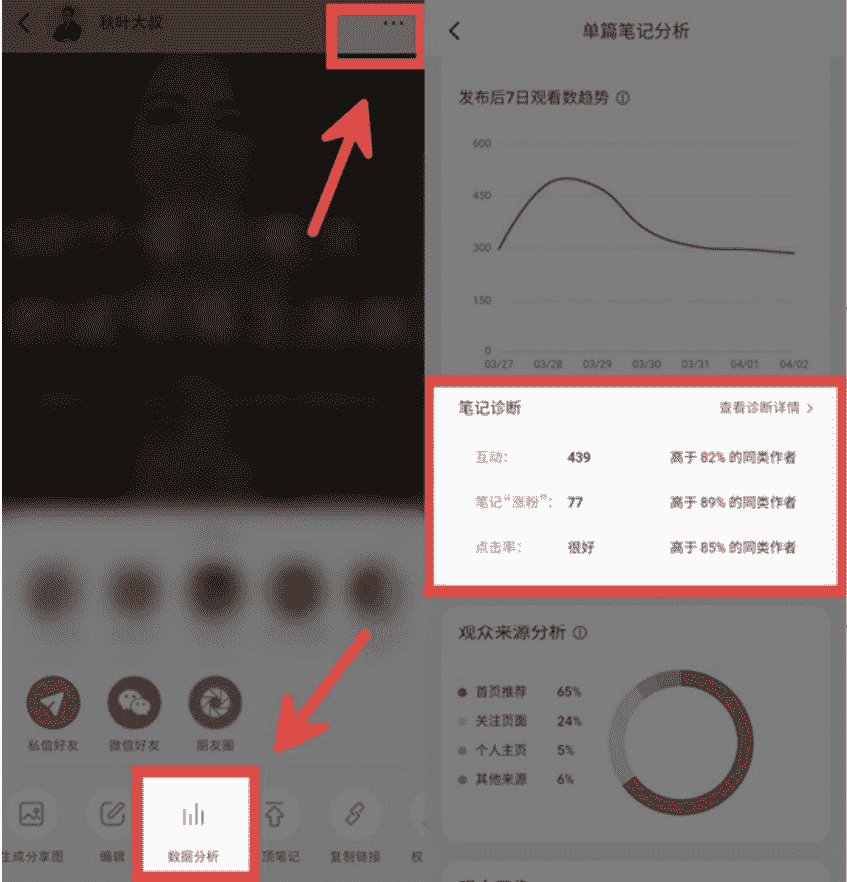 秋叶大叔
私信好友
微信好友
朋友圈
生成分享图
编辑
数据分析
顶笔记
复制链接
权
单篇笔记分析
发布后7日观看数趋势
600
450
300
150
0
03/27 03/28 03/29 03/30 03/31 04/01 04/02
笔记诊断 查看诊断详情 >
互动： 439 高于 82% 的同类作者
笔记“涨粉”： 77 高于 89% 的同类作者
点击率： 很好 高于 85% 的同类作者
观众来源分析
首页推荐 65%
关注页面 24%
个人主页 5%
其他来源 6%